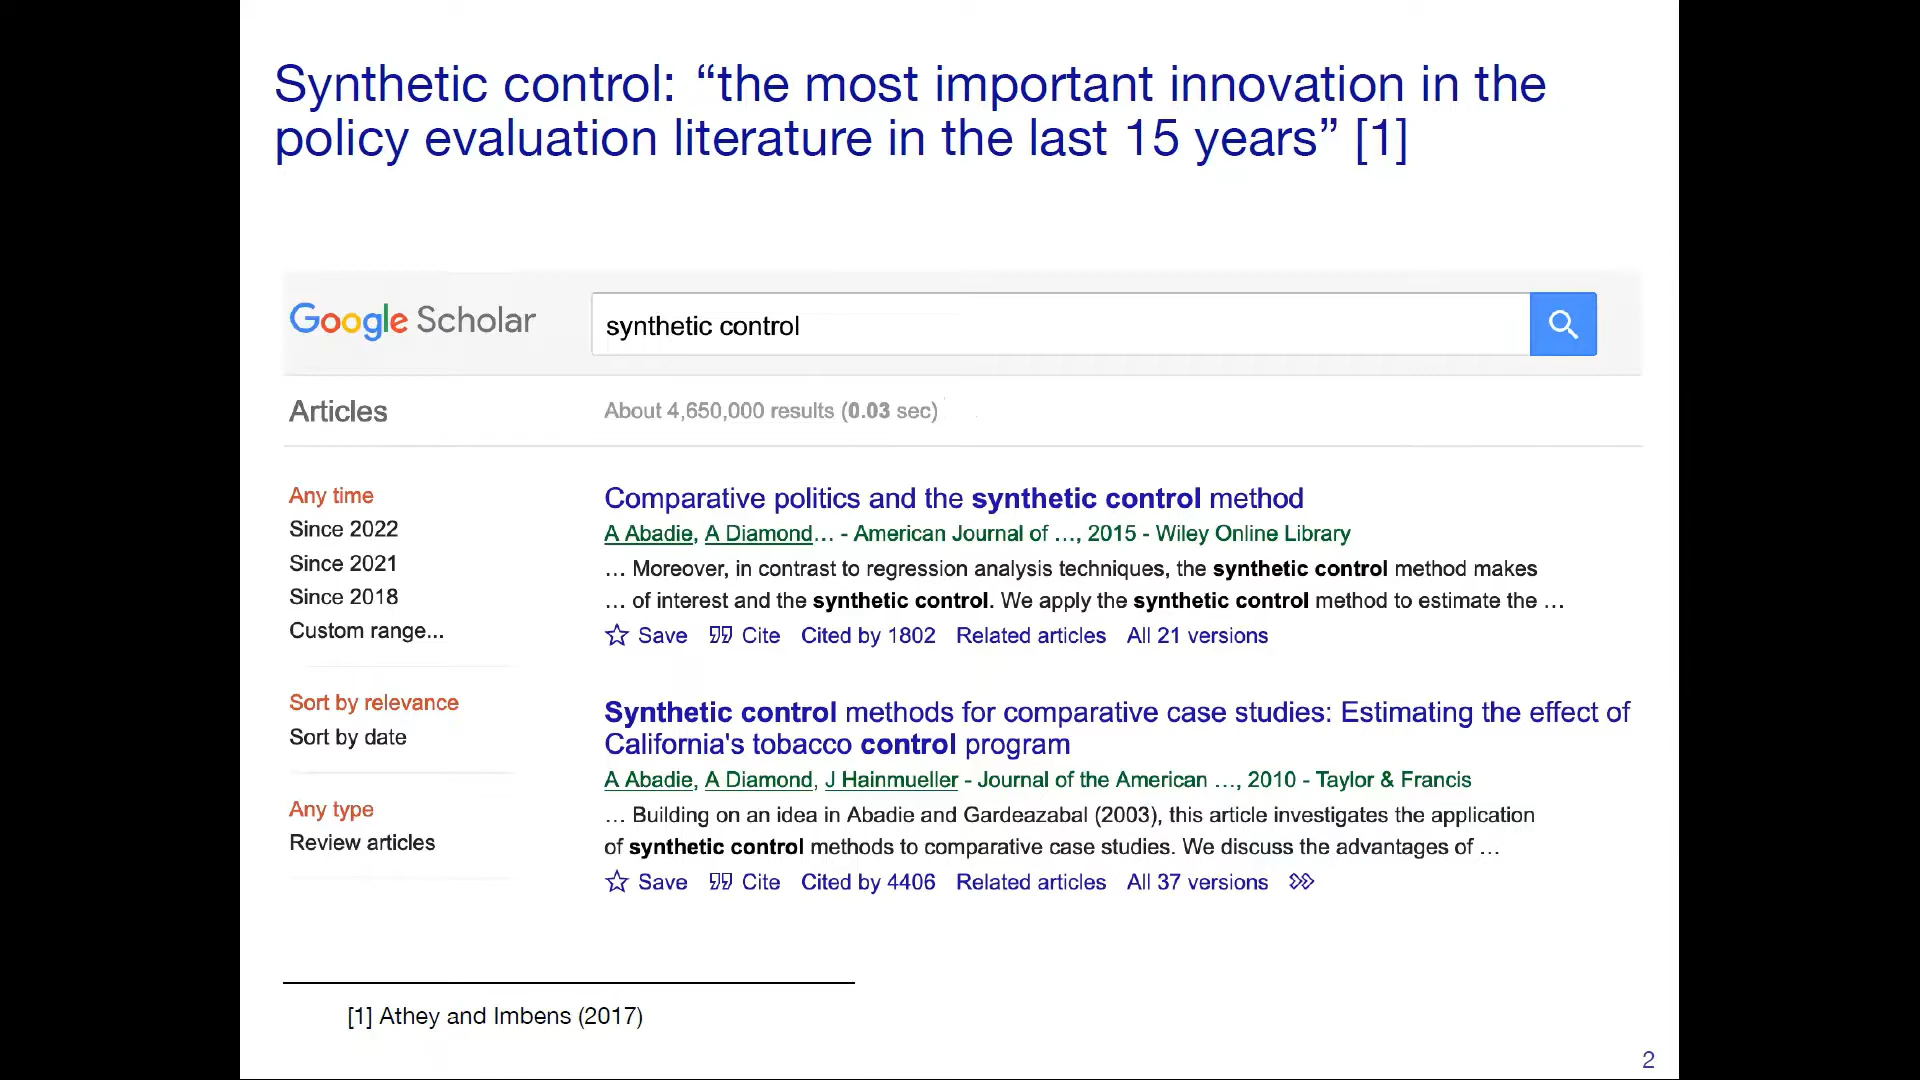 Synthetic control: “the most important innovation in the
policy evaluation literature in the last 15 years” [1]
Google Scholar
synthetic control
Articles
About 4,650,000 results (0.03 sec)
Any time
Since 2022
Since 2021
Since 2018
Custom range...
Sort by relevance
Sort by date
Any type
Review articles
Comparative politics and the synthetic control method
A Abadie, A Diamond… - American Journal of …, 2015 - Wiley Online Library
… Moreover, in contrast to regression analysis techniques, the synthetic control method makes
… of interest and the synthetic control. We apply the synthetic control method to estimate the …
Save Cite Cited by 1802 Related articles All 21 versions
Synthetic control methods for comparative case studies: Estimating the effect of
California's tobacco control program
A Abadie, A Diamond, J Hainmueller - Journal of the American …, 2010 - Taylor & Francis
… Building on an idea in Abadie and Gardeazabal (2003), this article investigates the application
of synthetic control methods to comparative case studies. We discuss the advantages of …
Save Cite Cited by 4406 Related articles All 37 versions
[1] Athey and Imbens (2017)
2